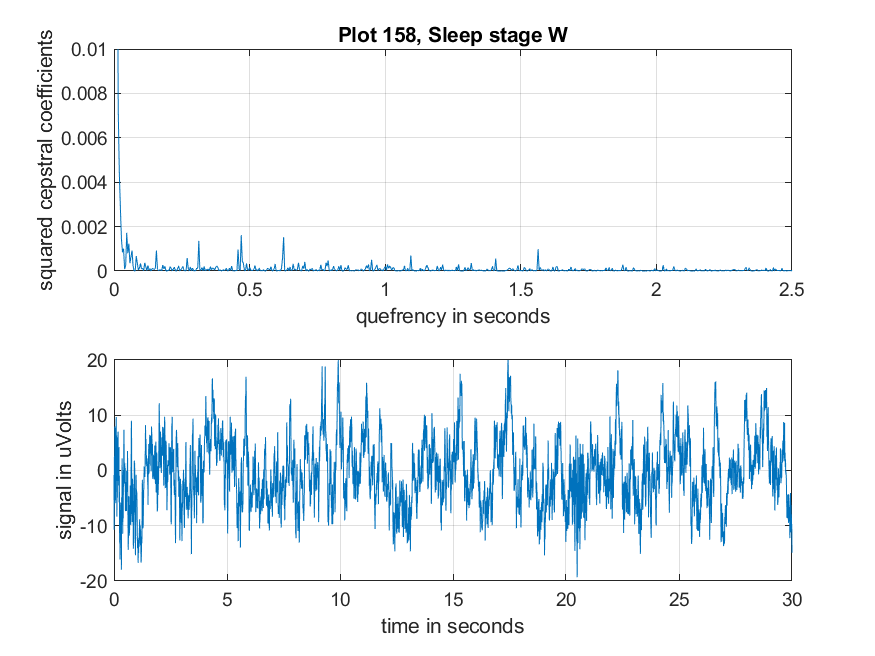 Plot 158, Sleep stage W
squared cepstral coefficients
0.01
0.008
0.006
0.004
0.002
0
0 0.5 1 1.5 2 2.5
quefrency in seconds
signal in uVolts
20
10
0
-10
-20
0 5 10 15 20 25 30
time in seconds